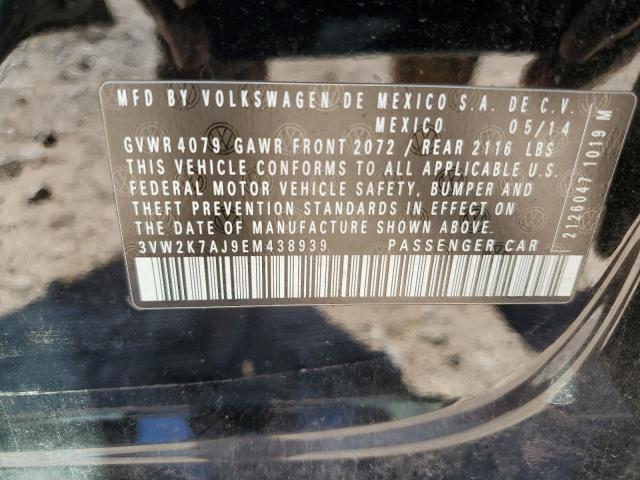 MFD BY VOLKSWAGEN DE MEXICO S.A. DE C.V.
MEXICO 05/14
GVWR 4079 GAWR FRONT 2072 / REAR 2116 LBS
THIS VEHICLE CONFORMS TO ALL APPLICABLE U.S.
FEDERAL MOTOR VEHICLE SAFETY, BUMPER AND
THEFT PREVENTION STANDARDS IN EFFECT ON
THE DATE OF MANUFACTURE SHOWN ABOVE.
3VW2K7AJ9EM438939 PASSENGER CAR
2126047 1019 M